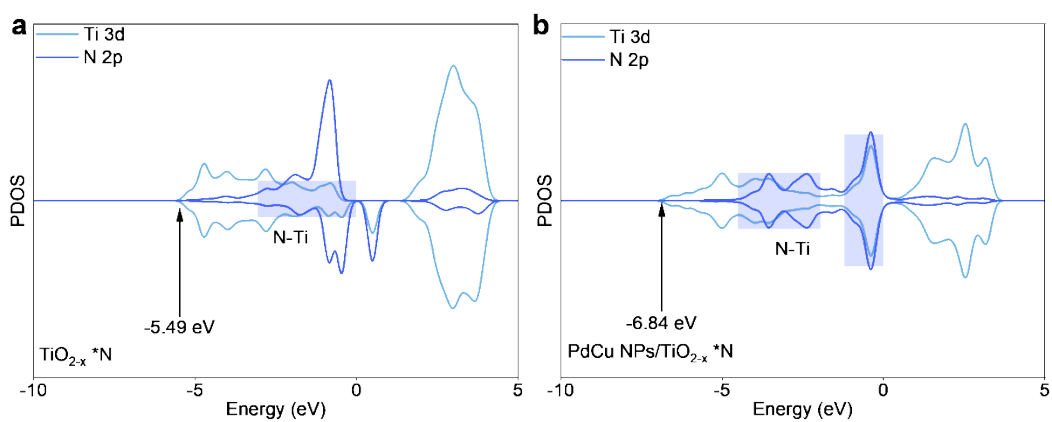 a
Ti 3d
N 2p
PDOS
N-Ti
-5.49 eV
TiO2-x *N
-10 -5 0 5
Energy (eV)
b
Ti 3d
N 2p
PDOS
N-Ti
-6.84 eV
PdCu NPs/TiO2-x *N
-10 -5 0 5
Energy (eV)